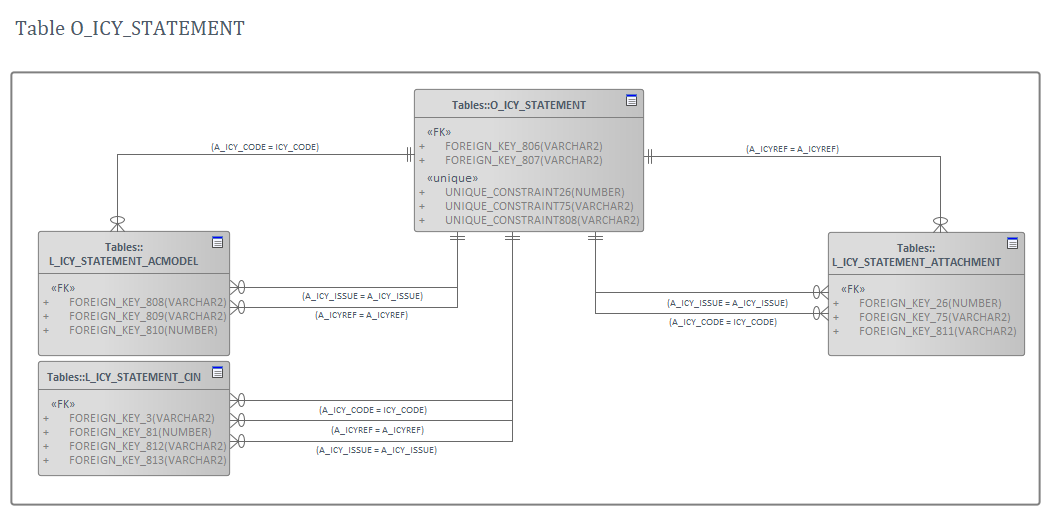 Table O_ICY_STATEMENT
Tables::O_ICY_STATEMENT
«FK»
+ FOREIGN_KEY_806(VARCHAR2)
+ FOREIGN_KEY_807(VARCHAR2)
«unique»
+ UNIQUE_CONSTRAINT26(NUMBER)
+ UNIQUE_CONSTRAINT75(VARCHAR2)
+ UNIQUE_CONSTRAINT808(VARCHAR2)
(A_ICY_CODE = ICY_CODE)
(A_ICYREF = A_ICYREF)
Tables::
L_ICY_STATEMENT_ACMODEL
«FK»
+ FOREIGN_KEY_808(VARCHAR2)
+ FOREIGN_KEY_809(VARCHAR2)
+ FOREIGN_KEY_810(NUMBER)
(A_ICY_ISSUE = A_ICY_ISSUE)
(A_ICYREF = A_ICYREF)
Tables::
L_ICY_STATEMENT_ATTACHMENT
«FK»
+ FOREIGN_KEY_26(NUMBER)
+ FOREIGN_KEY_75(VARCHAR2)
+ FOREIGN_KEY_811(VARCHAR2)
(A_ICY_ISSUE = A_ICY_ISSUE)
(A_ICY_CODE = ICY_CODE)
Tables::L_ICY_STATEMENT_CIN
«FK»
+ FOREIGN_KEY_3(VARCHAR2)
+ FOREIGN_KEY_81(NUMBER)
+ FOREIGN_KEY_812(VARCHAR2)
+ FOREIGN_KEY_813(VARCHAR2)
(A_ICY_CODE = ICY_CODE)
(A_ICYREF = A_ICYREF)
(A_ICY_ISSUE = A_ICY_ISSUE)